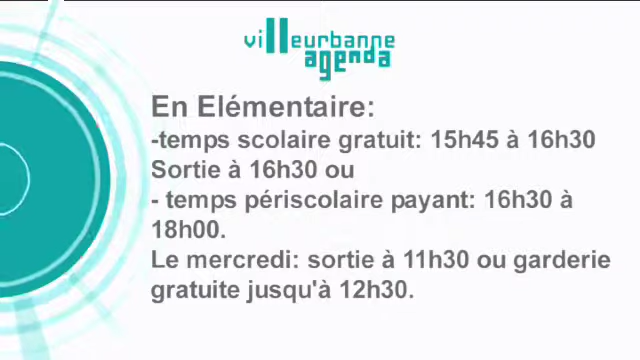 villeurbanne
agenda
En Elémentaire:
-temps scolaire gratuit: 15h45 à 16h30
Sortie à 16h30 ou
- temps périscolaire payant: 16h30 à
18h00.
Le mercredi: sortie à 11h30 ou garderie
gratuite jusqu'à 12h30.